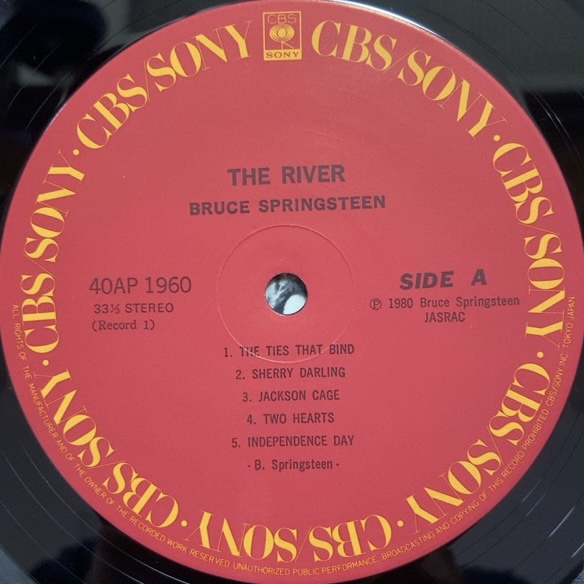 CBS
SONY
CBS/SONY · CBS/SONY · CBS/SONY · CBS/SONY · CBS/SONY · CBS/SONY · CBS/SONY · CBS/SONY
THE RIVER
BRUCE SPRINGSTEEN
40AP 1960
33⅓ STEREO
(Record 1)
SIDE A
Ⓟ 1980 Bruce Springsteen
JASRAC
1. THE TIES THAT BIND
2. SHERRY DARLING
3. JACKSON CAGE
4. TWO HEARTS
5. INDEPENDENCE DAY
- B. Springsteen -
ALL RIGHTS OF THE MANUFACTURER AND OF THE OWNER OF THE RECORDED WORK RESERVED. UNAUTHORIZED PUBLIC PERFORMANCE, BROADCASTING AND COPYING OF THIS RECORD PROHIBITED CBS/SONY INC. TOKYO JAPAN